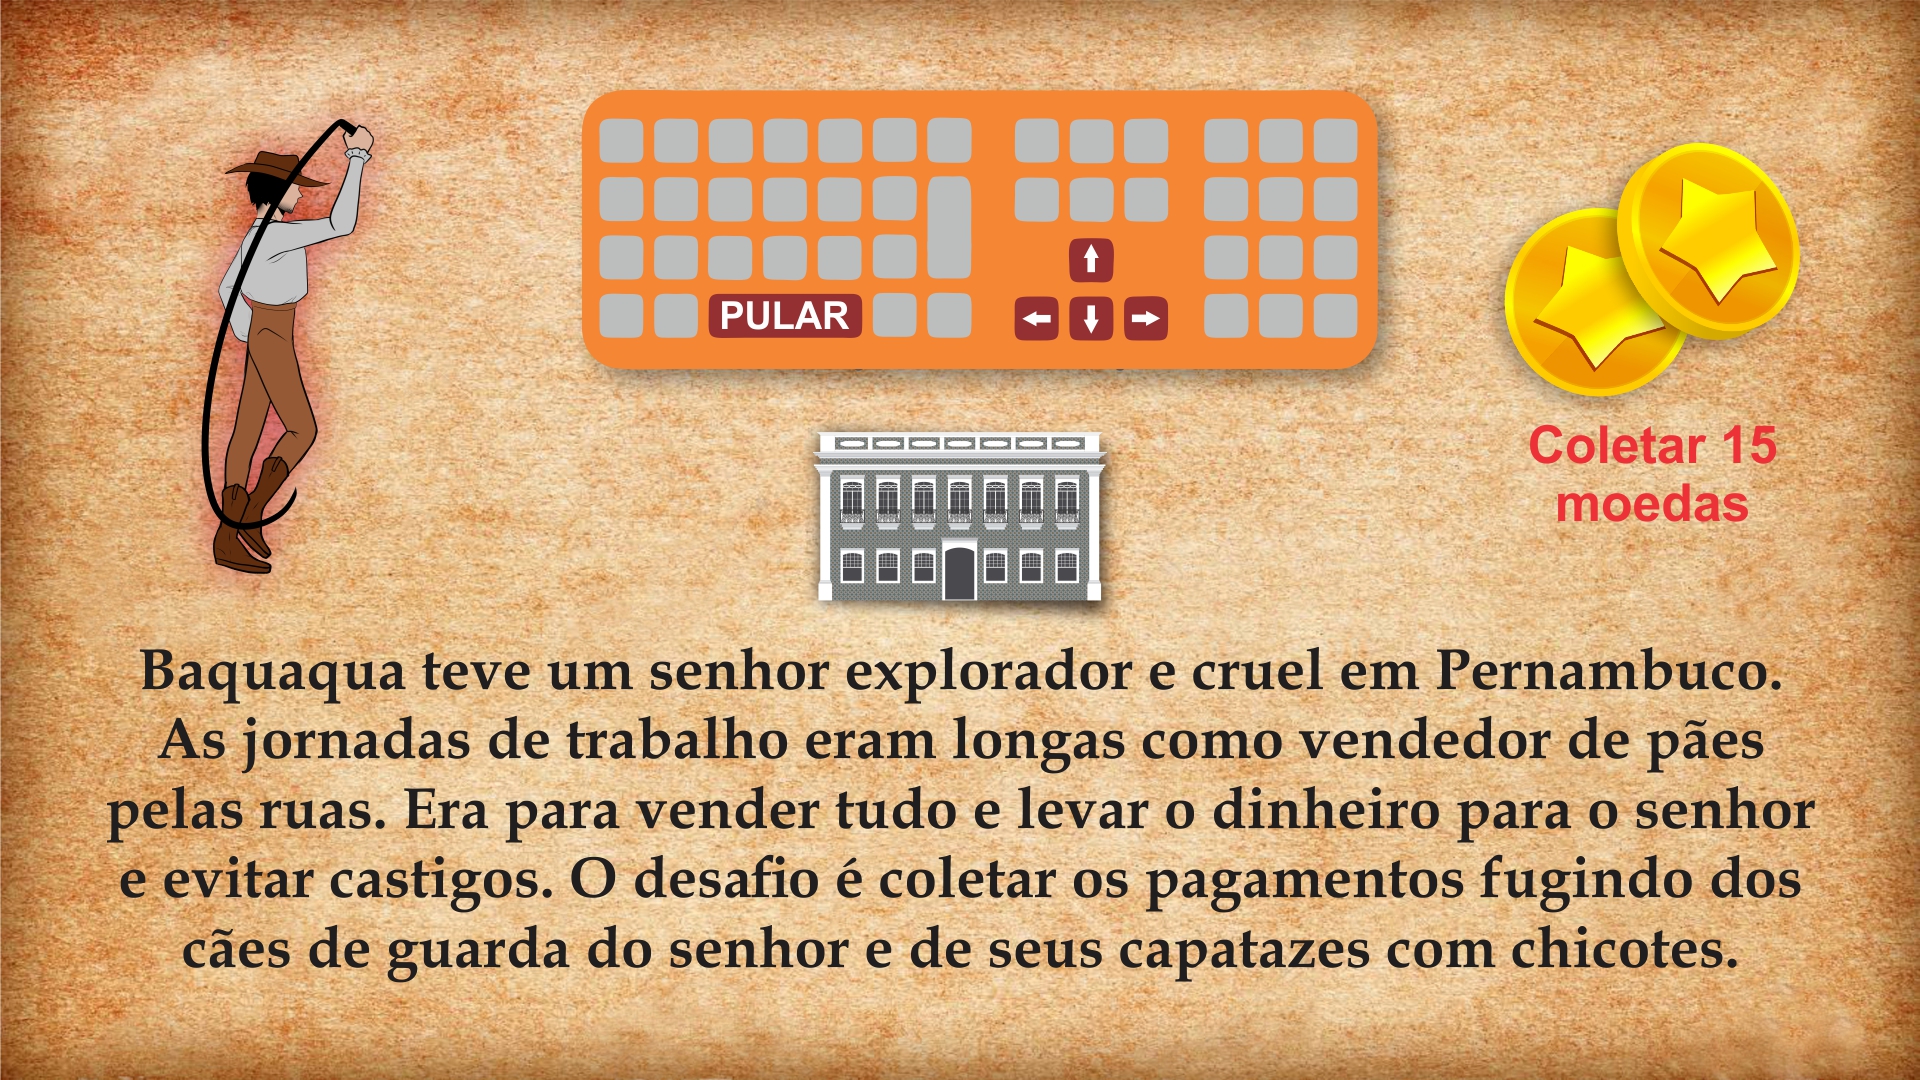 PULAR
Coletar 15
moedas
Baquaqua teve um senhor explorador e cruel em Pernambuco.
As jornadas de trabalho eram longas como vendedor de pães
pelas ruas. Era para vender tudo e levar o dinheiro para o senhor
e evitar castigos. O desafio é coletar os pagamentos fugindo dos
cães de guarda do senhor e de seus capatazes com chicotes.